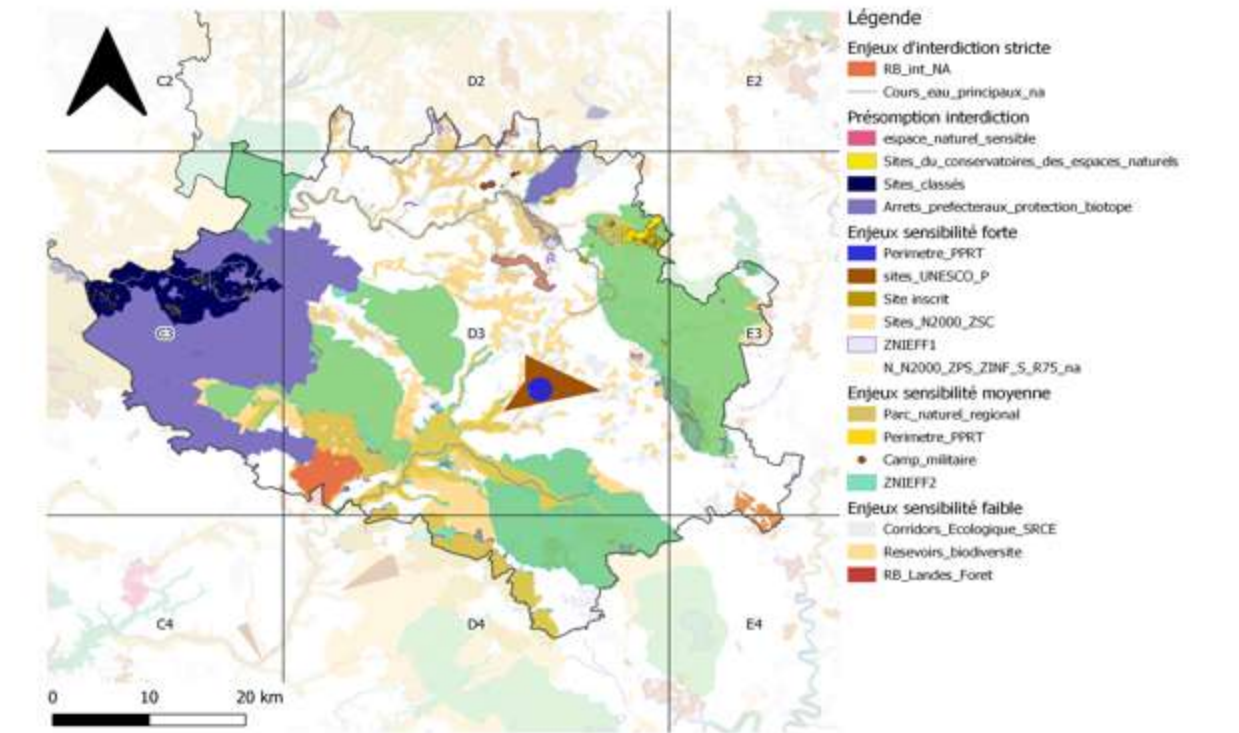 Légende
Enjeux d'interdiction stricte
RB_int_NA
Cours_eau_principaux_na
Présomption interdiction
espace_naturel_sensible
Sites_du_conservatoires_des_espaces_naturels
Sites_classés
Arrets_prefecteraux_protection_biotope
Enjeux sensibilité forte
Perimetre_PPRT
sites_UNESCO_P
Site inscrit
Sites_N2000_ZSC
ZNIEFF1
N_N2000_ZPS_ZINF_S_R75_na
Enjeux sensibilité moyenne
Parc_naturel_regional
Perimetre_PPRT
Camp_militaire
ZNIEFF2
Enjeux sensibilité faible
Corridors_Ecologique_SRCE
Resevoirs_biodiversite
RB_Landes_Foret
C2 D2 E2
C3 D3 E3
C4 D4 E4
0 10 20 km